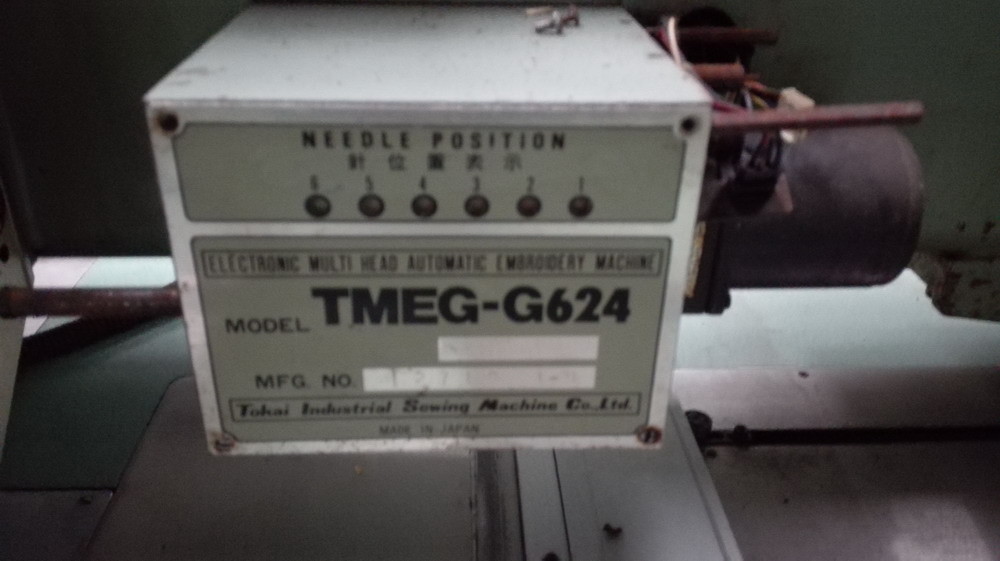 NEEDLE POSITION
針位置表示
6 5 4 3 2 1
ELECTRONIC MULTI HEAD AUTOMATIC EMBROIDERY MACHINE
MODEL TMEG-G624
MFG. NO.
Tokai Industrial Sewing Machine Co., Ltd.
MADE IN JAPAN